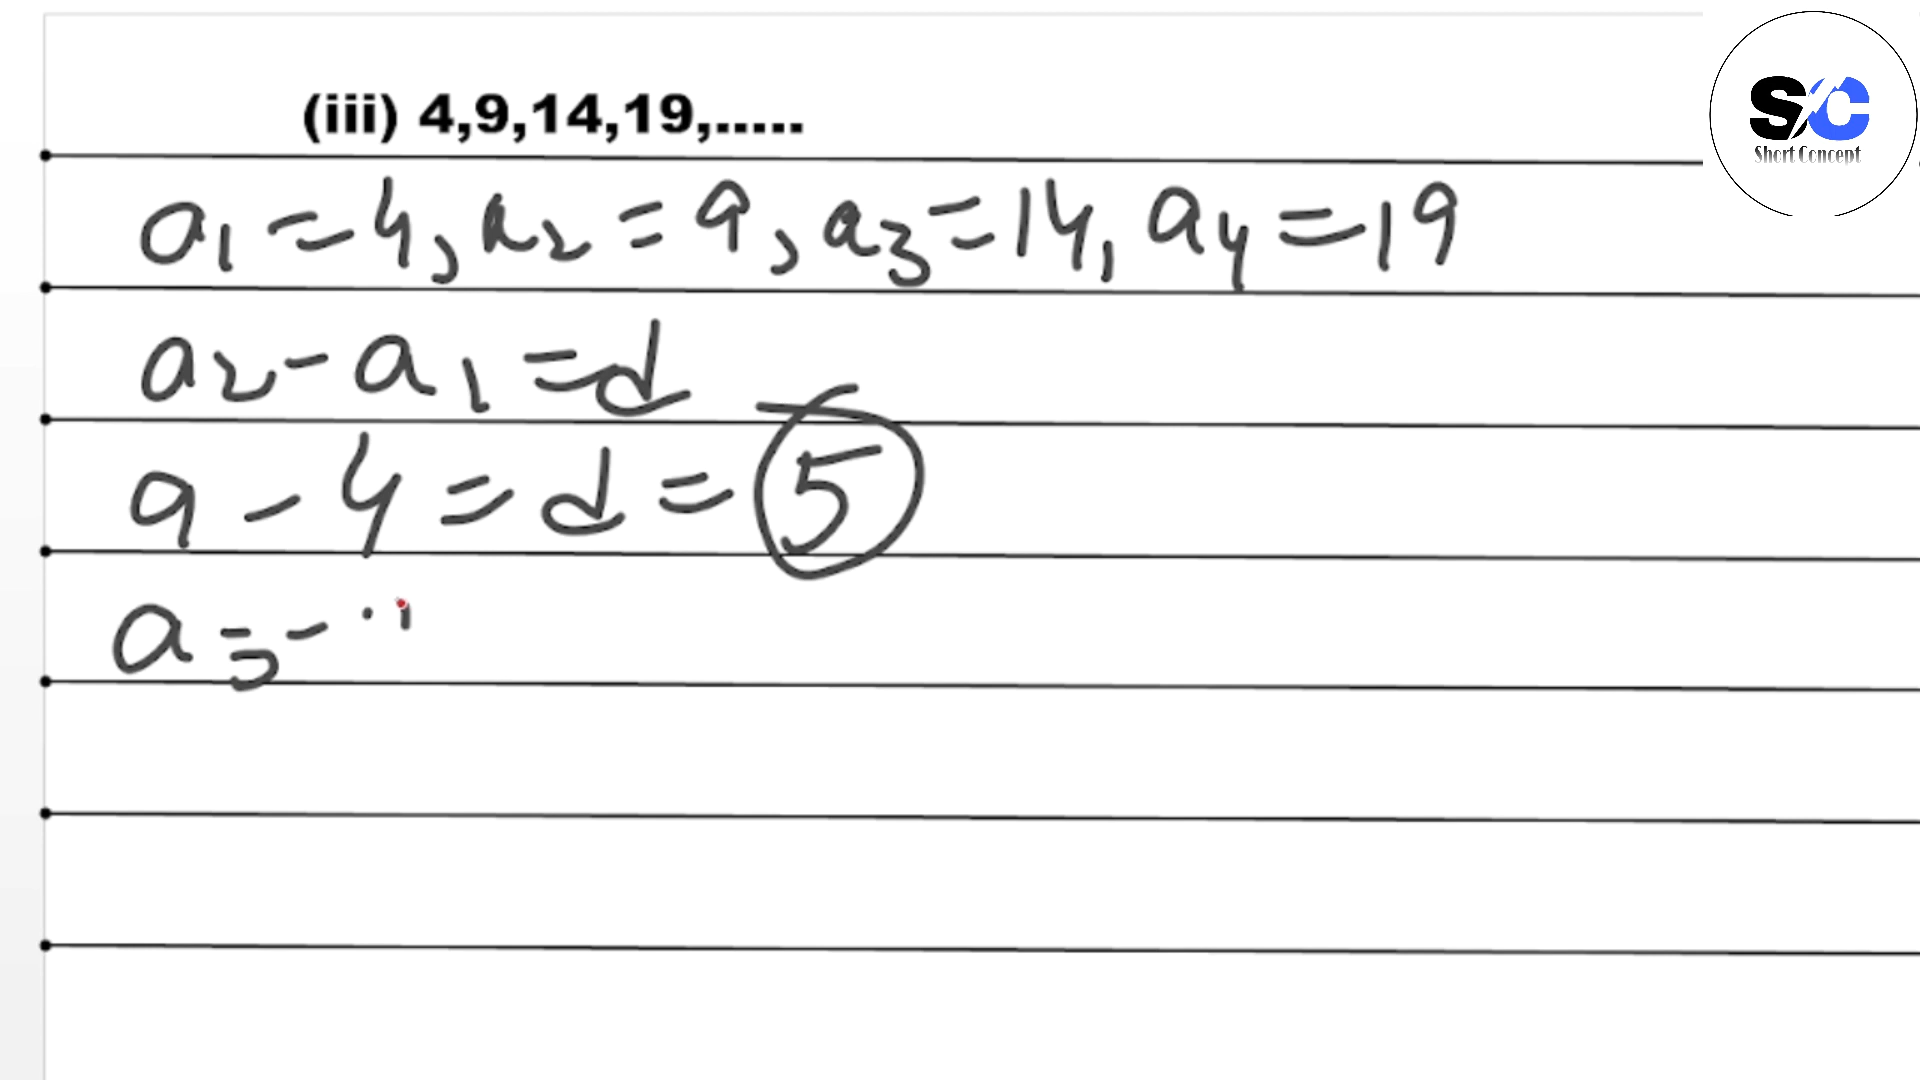 (iii) 4,9,14,19,.....
SC
Short Concept
a₁ = 4, a₂ = 9, a₃ = 14, a₄ = 19
a₂ - a₁ = d
9 - 4 = d = 5
a₃ -